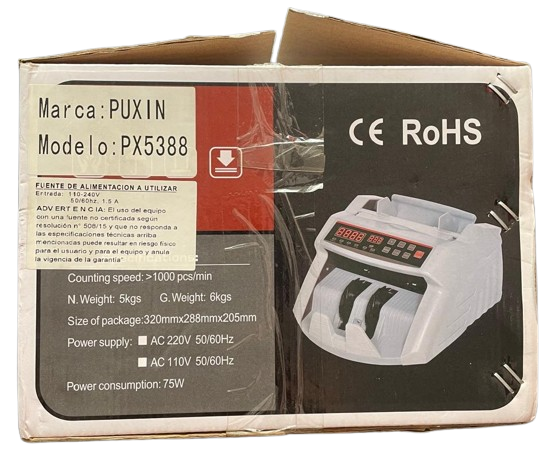 Marca:PUXIN
Modelo:PX5388
CE RoHS
FUENTE DE ALIMENTACION A UTILIZAR
Entrada: 110-240V
50/60hz, 1.5 A
ADVERTENCIA: El uso del equipo
con una fuente no certificada según
resolución n° 508/15 y que no responda a
las especificaciones técnicas arriba
mencionadas puede resultar en riesgo físico
para el usuario y para el equipo y anula
la vigencia de la garantía"
Counting speed: >1000 pcs/min
N. Weight: 5kgs G. Weight: 6kgs
Size of package:320mmx288mmx205mm
Power supply: AC 220V 50/60Hz
AC 110V 50/60Hz
Power consumption: 75W